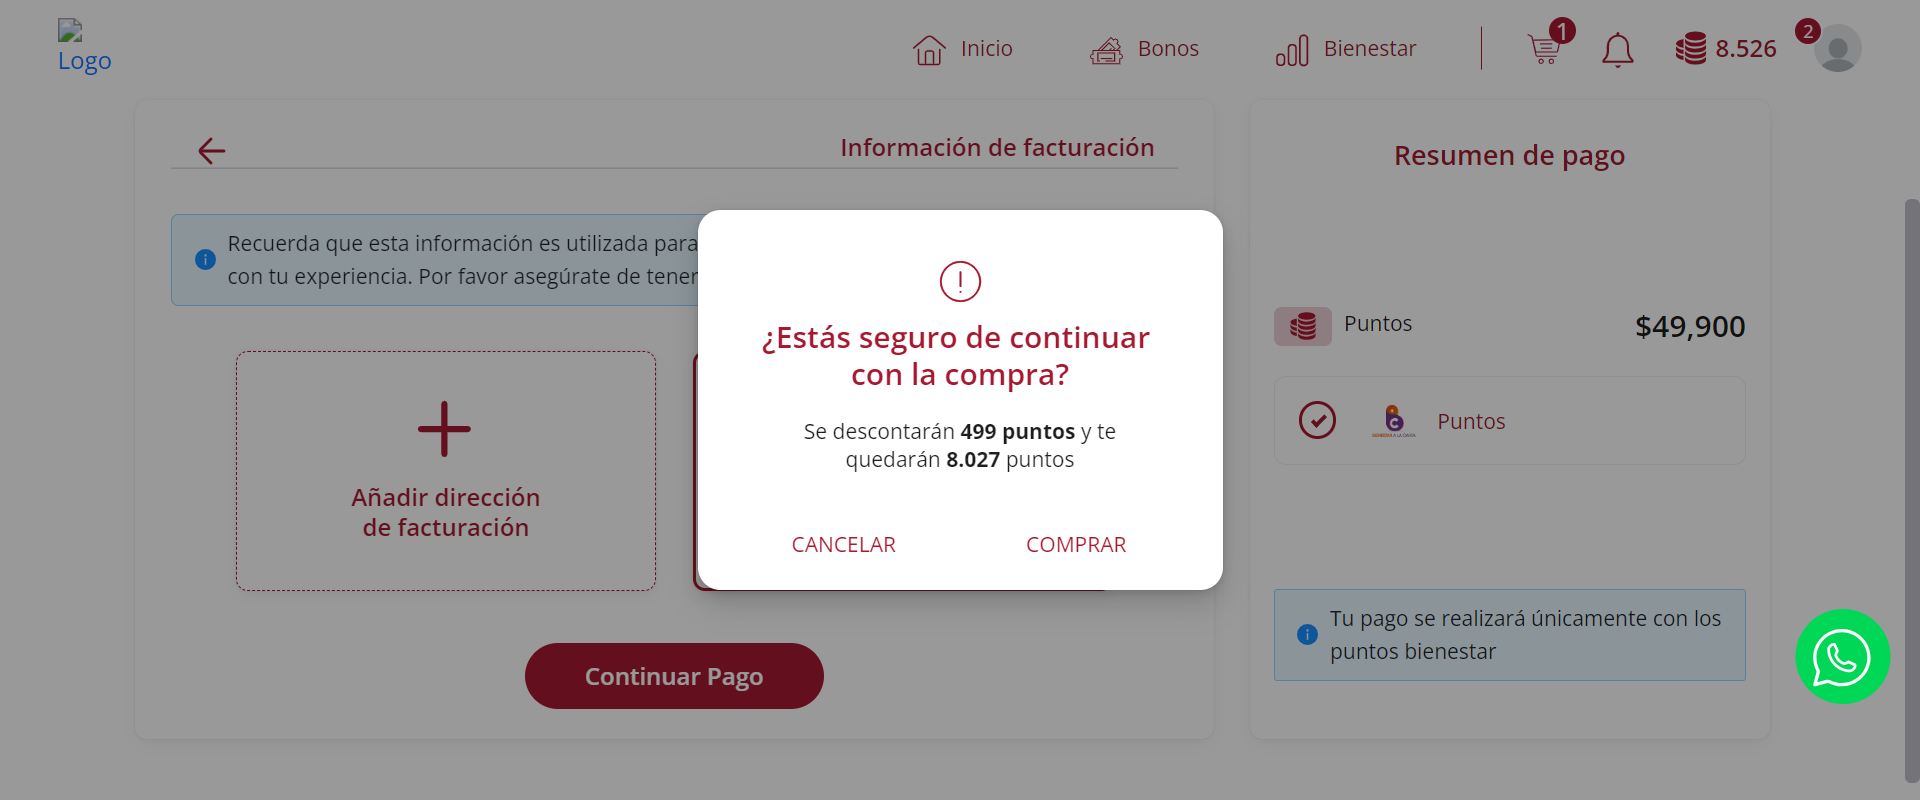 Logo
Inicio
Bonos
Bienestar
1
8.526
2
Información de facturación
Recuerda que esta información es utilizada para
con tu experiencia. Por favor asegúrate de tener
Añadir dirección
de facturación
Continuar Pago
¿Estás seguro de continuar
con la compra?
Se descontarán 499 puntos y te
quedarán 8.027 puntos
CANCELAR
COMPRAR
Resumen de pago
Puntos
$49,900
Puntos
Tu pago se realizará únicamente con los
puntos bienestar